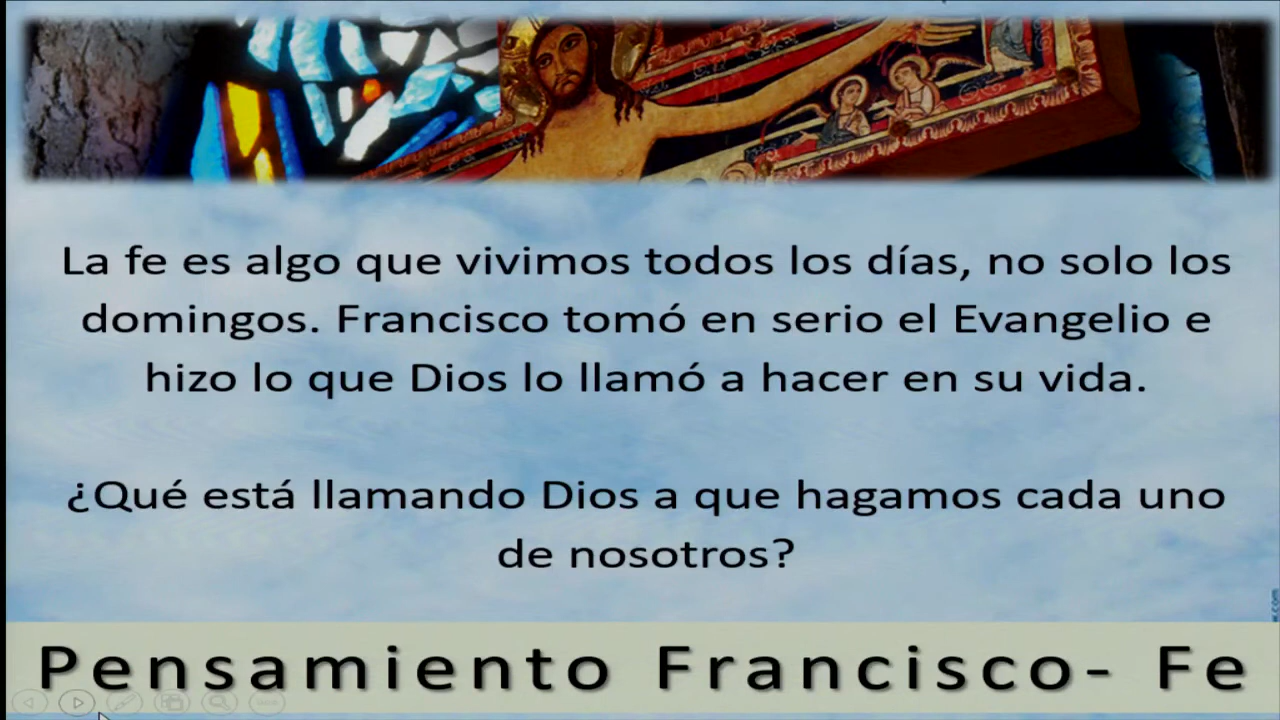 La fe es algo que vivimos todos los días, no solo los
domingos. Francisco tomó en serio el Evangelio e
hizo lo que Dios lo llamó a hacer en su vida.
¿Qué está llamando Dios a que hagamos cada uno
de nosotros?
Pensamiento Francisco- Fe